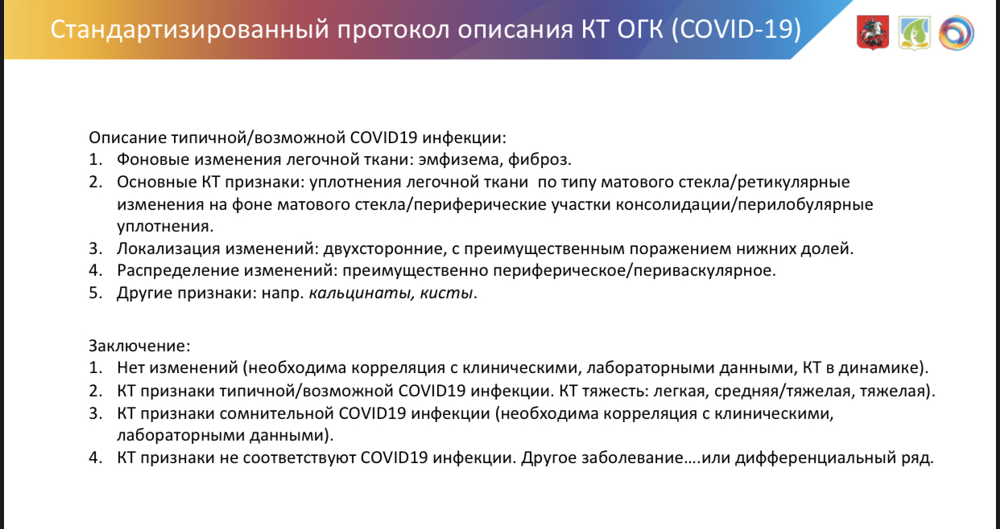 Стандартизированный протокол описания КТ ОГК (COVID-19)
Описание типичной/возможной COVID19 инфекции:
1. Фоновые изменения легочной ткани: эмфизема, фиброз.
2. Основные КТ признаки: уплотнения легочной ткани  по типу матового стекла/ретикулярные
изменения на фоне матового стекла/периферические участки консолидации/перилобулярные
уплотнения.
3. Локализация изменений: двухсторонние, с преимущественным поражением нижних долей.
4. Распределение изменений: преимущественно периферическое/периваскулярное.
5. Другие признаки: напр. кальцинаты, кисты.
Заключение:
1. Нет изменений (необходима корреляция с клиническими, лабораторными данными, КТ в динамике).
2. КТ признаки типичной/возможной COVID19 инфекции. КТ тяжесть: легкая, средняя/тяжелая, тяжелая).
3. КТ признаки сомнительной COVID19 инфекции (необходима корреляция с клиническими,
лабораторными данными).
4. КТ признаки не соответствуют COVID19 инфекции. Другое заболевание….или дифференциальный ряд.